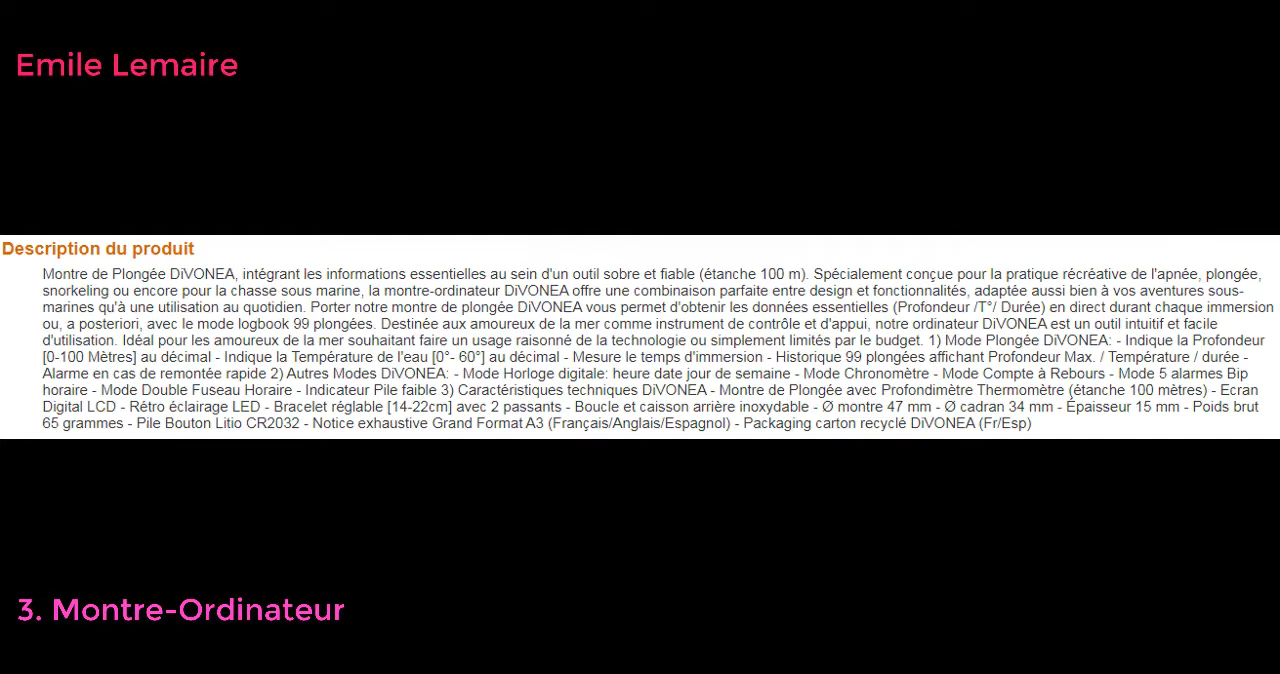 Emile Lemaire
Description du produit
Montre de Plongée DiVONEA, intégrant les informations essentielles au sein d'un outil sobre et fiable (étanche 100 m). Spécialement conçue pour la pratique récréative de l'apnée, plongée,
snorkeling ou encore pour la chasse sous marine, la montre-ordinateur DiVONEA offre une combinaison parfaite entre design et fonctionnalités, adaptée aussi bien à vos aventures sous-
marines qu'à une utilisation au quotidien. Porter notre montre de plongée DiVONEA vous permet d'obtenir les données essentielles (Profondeur /T°/ Durée) en direct durant chaque immersion
ou, a posteriori, avec le mode logbook 99 plongées. Destinée aux amoureux de la mer comme instrument de contrôle et d'appui, notre ordinateur DiVONEA est un outil intuitif et facile
d'utilisation. Idéal pour les amoureux de la mer souhaitant faire un usage raisonné de la technologie ou simplement limités par le budget. 1) Mode Plongée DiVONEA: - Indique la Profondeur
[0-100 Mètres] au décimal - Indique la Température de l'eau [0°- 60°] au décimal - Mesure le temps d'immersion - Historique 99 plongées affichant Profondeur Max. / Température / durée -
Alarme en cas de remontée rapide 2) Autres Modes DiVONEA: - Mode Horloge digitale: heure date jour de semaine - Mode Chronomètre - Mode Compte à Rebours - Mode 5 alarmes Bip
horaire - Mode Double Fuseau Horaire - Indicateur Pile faible 3) Caractéristiques techniques DiVONEA - Montre de Plongée avec Profondimètre Thermomètre (étanche 100 mètres) - Ecran
Digital LCD - Rétro éclairage LED - Bracelet réglable [14-22cm] avec 2 passants - Boucle et caisson arrière inoxydable - Ø montre 47 mm - Ø cadran 34 mm - Épaisseur 15 mm - Poids brut
65 grammes - Pile Bouton Litio CR2032 - Notice exhaustive Grand Format A3 (Français/Anglais/Espagnol) - Packaging carton recyclé DiVONEA (Fr/Esp)
3. Montre-Ordinateur